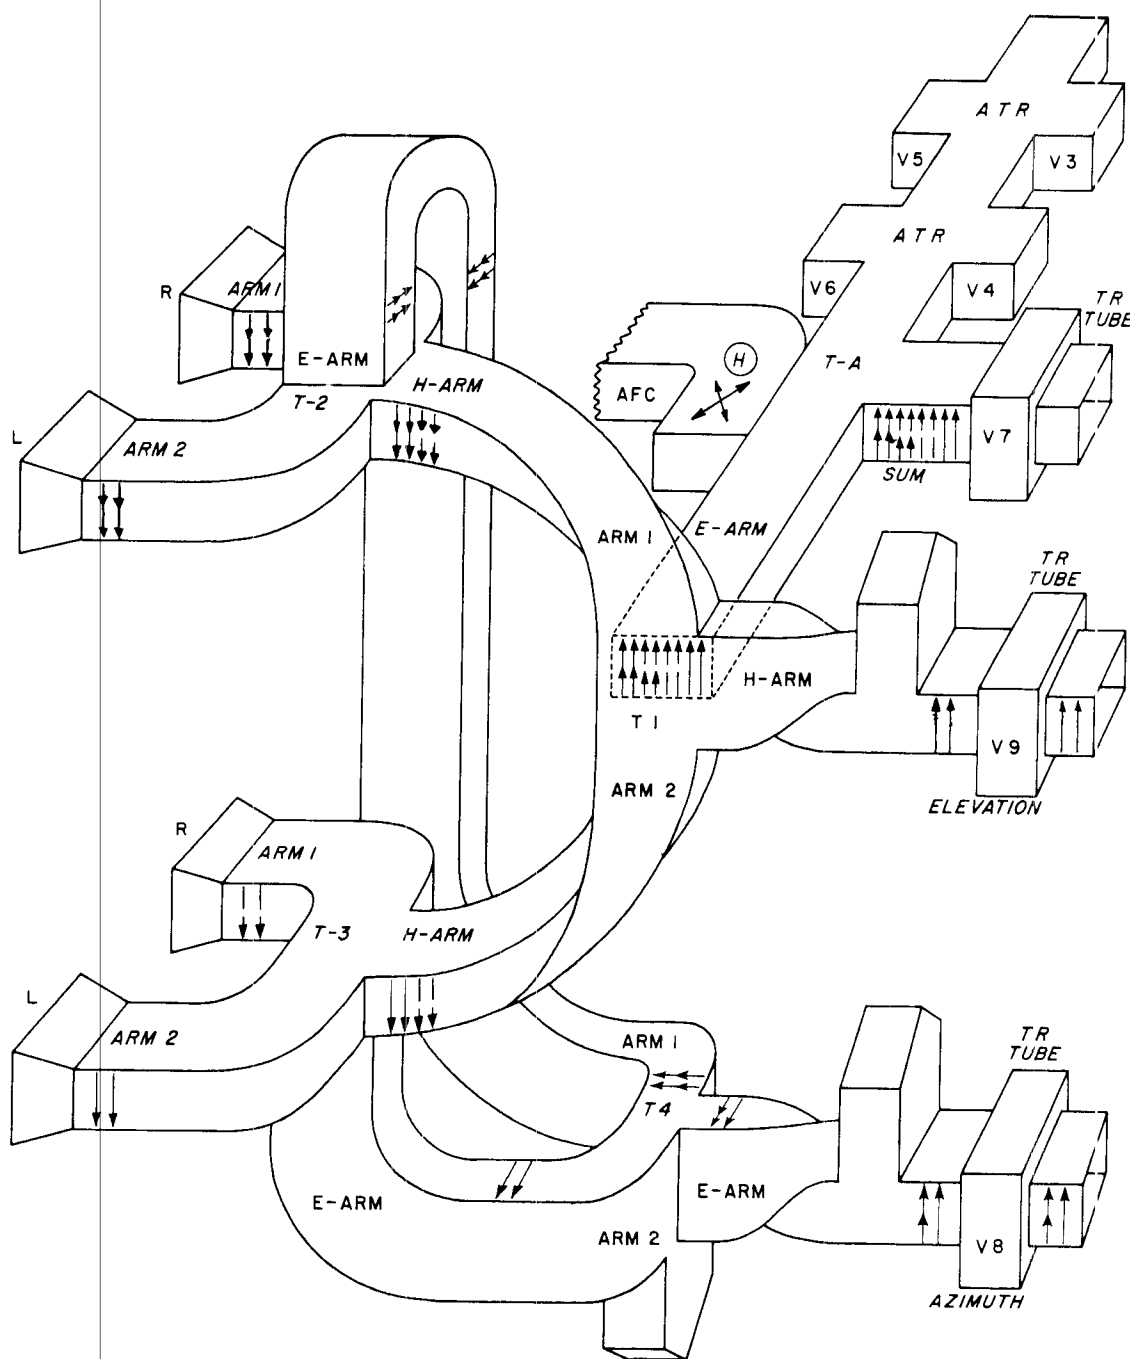 ATR
V5
V3
ATR
V6
V4
TR
TUBE
R
ARM 1
E-ARM
T-2
H-ARM
H
AFC
T-A
V7
SUM
L
ARM 2
ARM 1
E-ARM
TR
TUBE
H-ARM
T 1
V9
ARM 2
ELEVATION
R
ARM 1
T-3
H-ARM
L
ARM 2
ARM 1
T4
TR
TUBE
E-ARM
E-ARM
ARM 2
V8
AZIMUTH